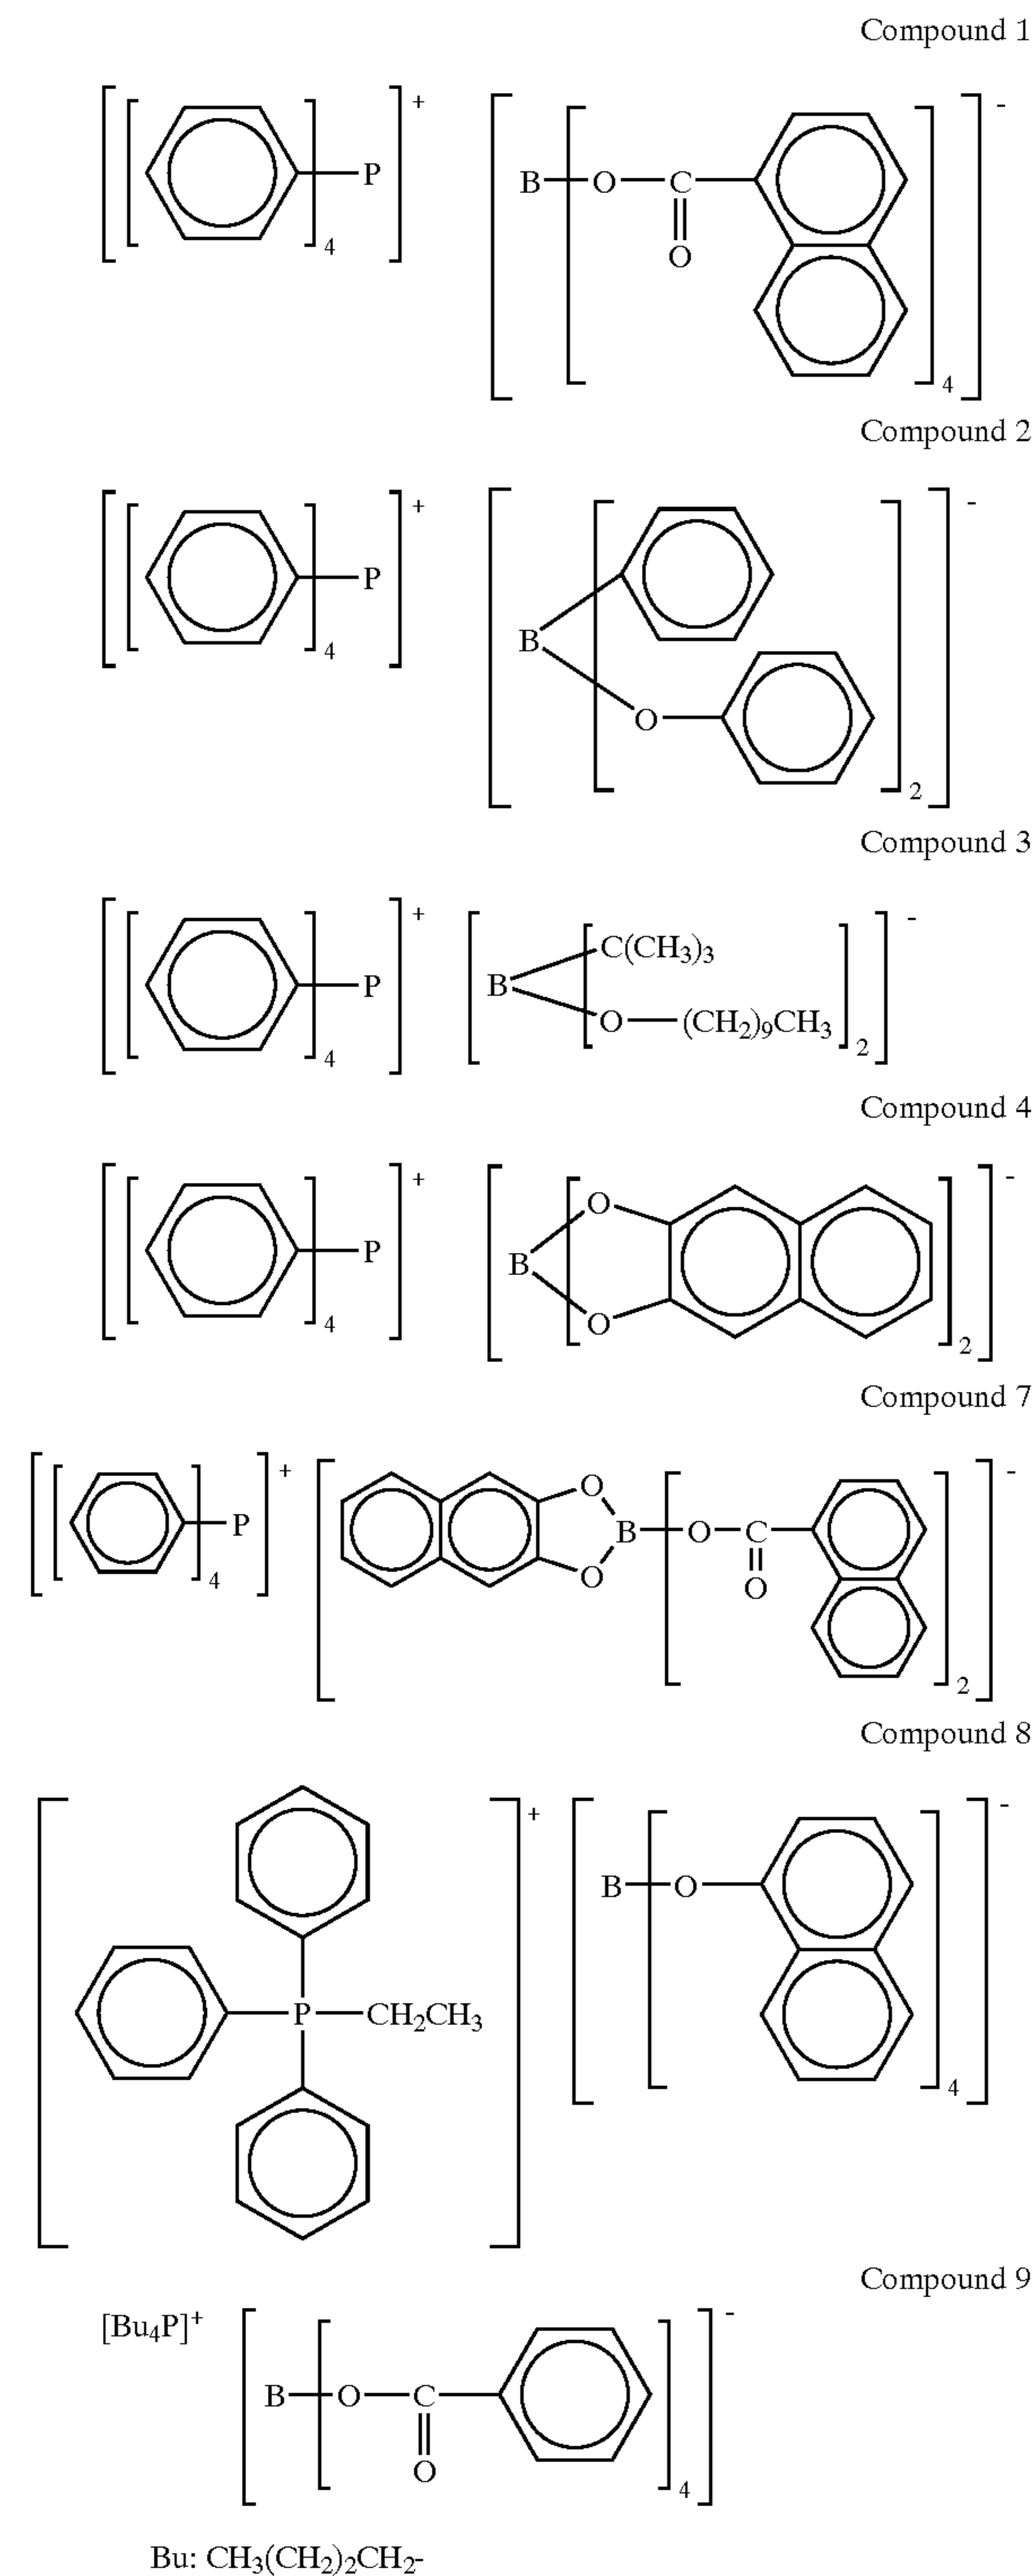 Compound 1
[[ ]4 P]+ [B [ O C O ]4]-
Compound 2
[[ ]4 P]+ [B [ O ]2]-
Compound 3
[[ ]4 P]+ [B [C(CH3)3 O (CH2)9CH3]2]-
Compound 4
[[ ]4 P]+ [B [O O ]2]-
Compound 7
[[ ]4 P]+ [ O O B [ O C O ]2]-
Compound 8
[ P CH2CH3]+ [B [ O ]4]-
Compound 9
[Bu4P]+ [B [ O C O ]4]-
Bu: CH3(CH2)2CH2-